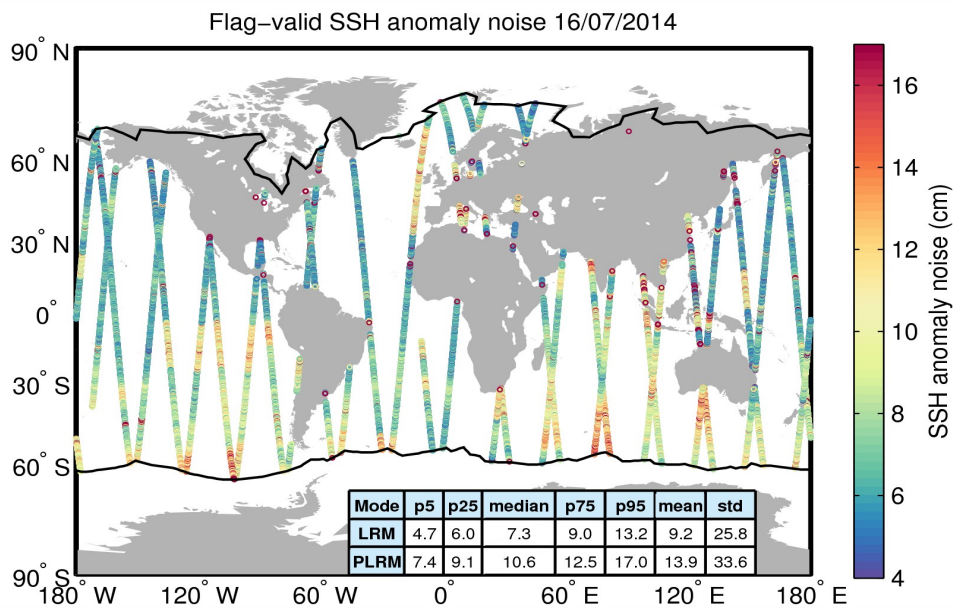 Flag−valid SSH anomaly noise 16/07/2014
90° N
60° N
30° N
0°
30° S
60° S
90° S
180° W
120° W
60° W
0°
60° E
120° E
180° E
16
14
12
10
8
6
4
SSH anomaly noise (cm)
Mode p5 p25 median p75 p95 mean std
LRM 4.7 6.0 7.3 9.0 13.2 9.2 25.8
PLRM 7.4 9.1 10.6 12.5 17.0 13.9 33.6